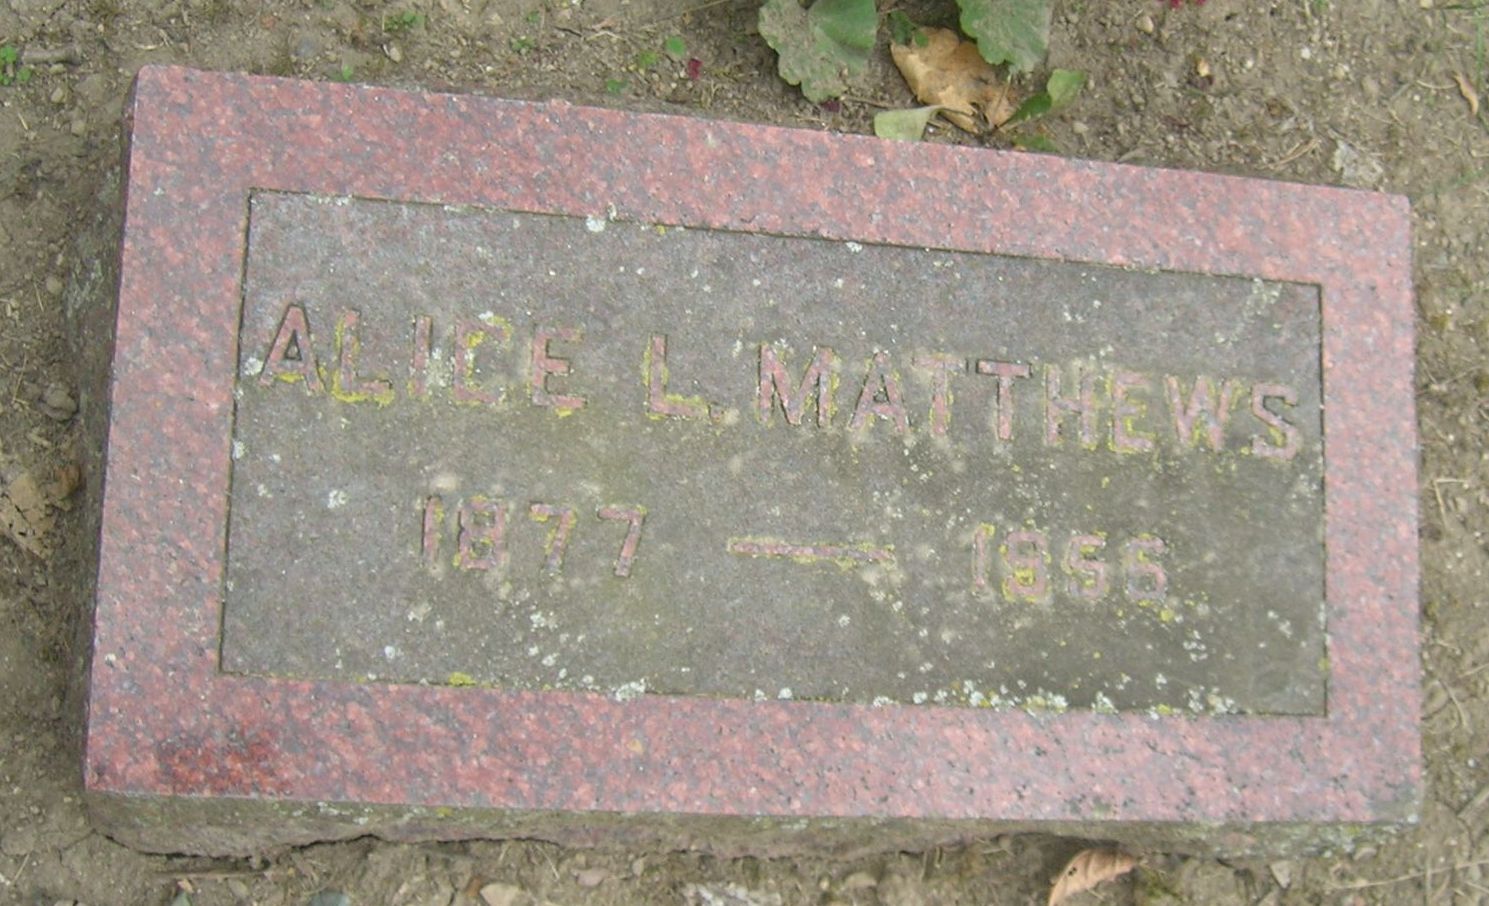 ALICE L. MATTHEWS
1877 — 1956